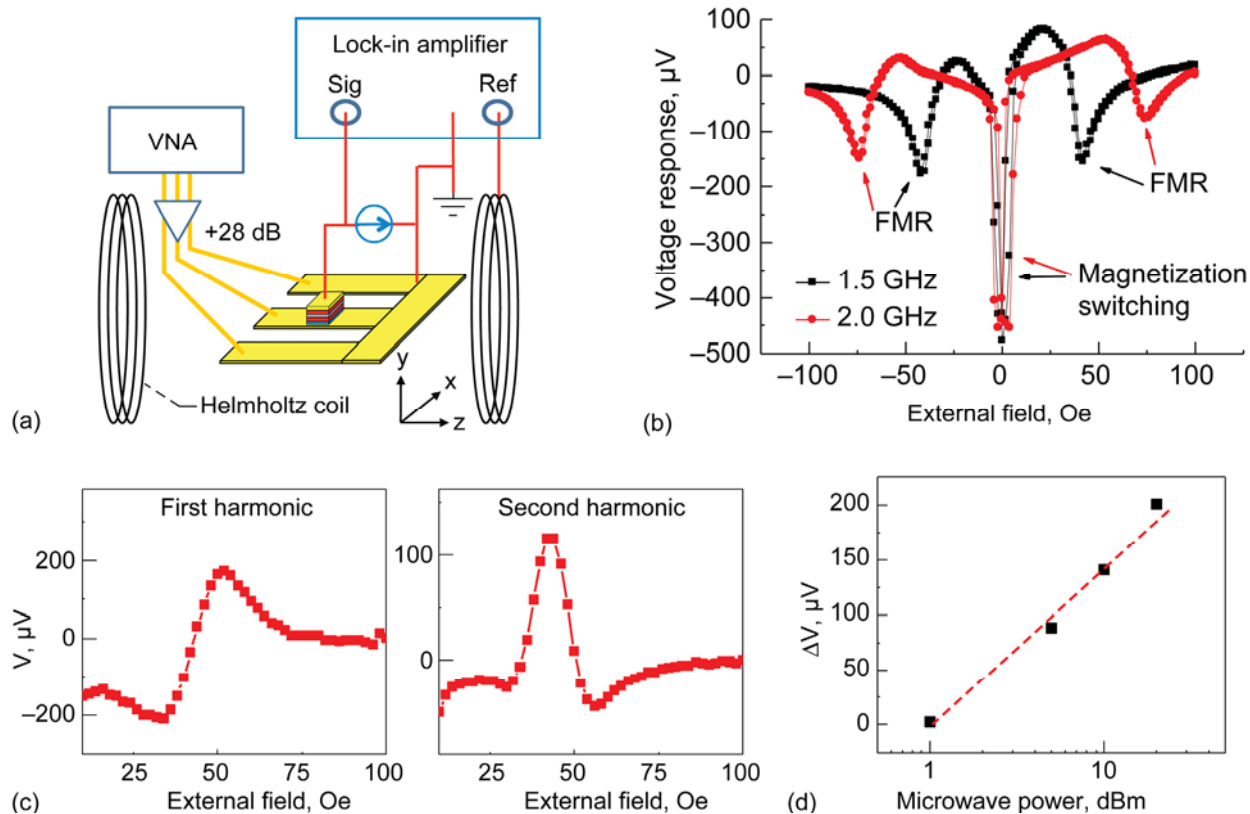 Lock-in amplifier
Sig
Ref
VNA
+28 dB
Helmholtz coil
y
x
z
(a)
Voltage response, µV
100
0
–100
–200
–300
–400
–500
FMR
FMR
1.5 GHz
2.0 GHz
Magnetization
switching
–100
–50
0
50
100
External field, Oe
(b)
First harmonic
V, µV
200
0
–200
25
50
75
100
External field, Oe
(c)
Second harmonic
100
0
25
50
75
100
External field, Oe
ΔV, µV
200
150
100
50
0
1
10
Microwave power, dBm
(d)